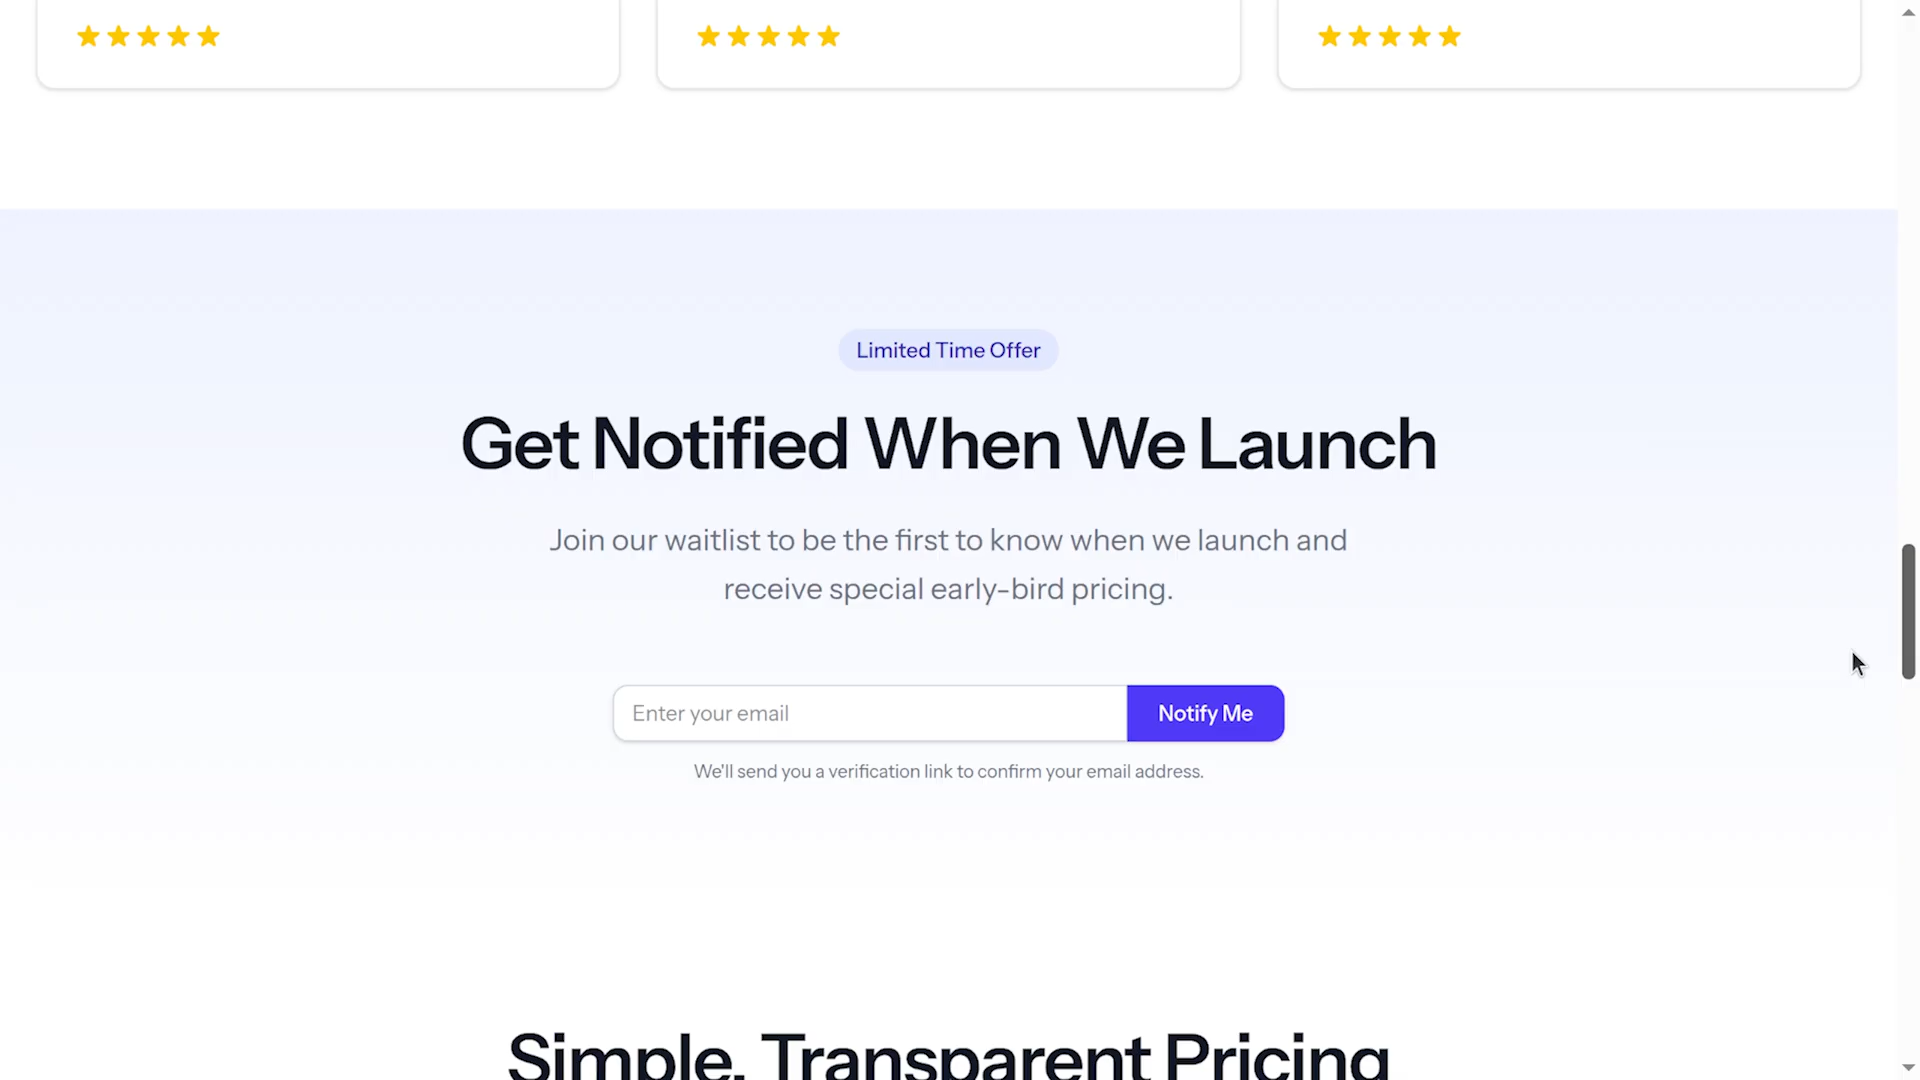 Limited Time Offer
Get Notified When We Launch
Join our waitlist to be the first to know when we launch and
receive special early-bird pricing.
Enter your email
Notify Me
We'll send you a verification link to confirm your email address.
Simple, Transparent Pricing